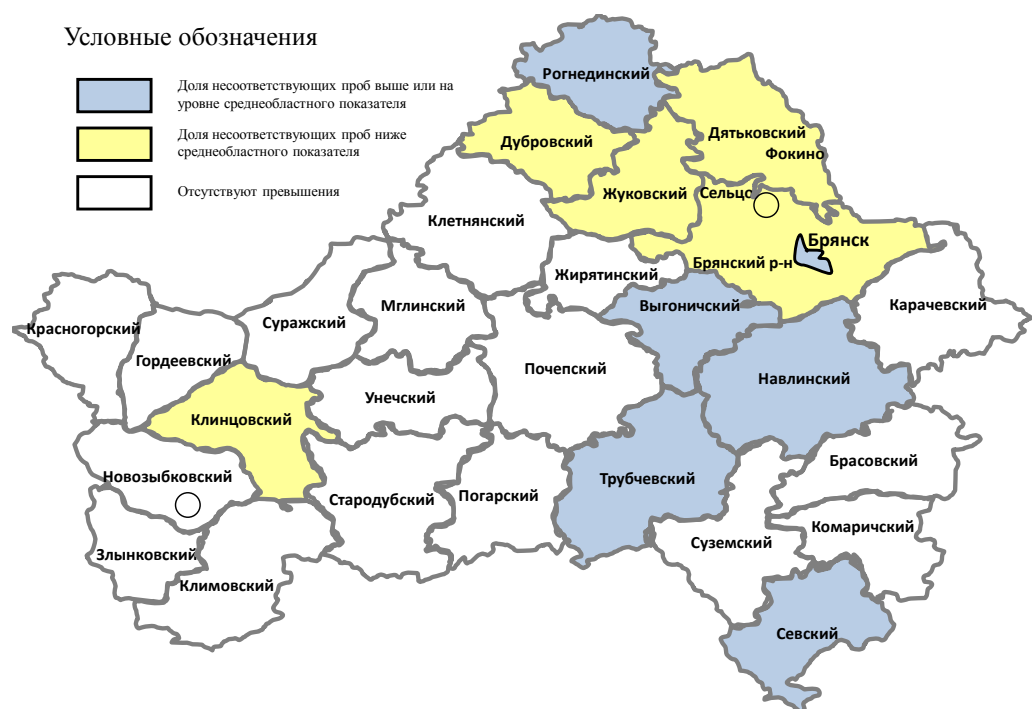 Условные обозначения
Доля несоответствующих проб выше или на
уровне среднеобластного показателя
Доля несоответствующих проб ниже
среднеобластного показателя
Отсутствуют превышения
Рогнединский
Дубровский
Дятьковский
Фокино
Жуковский
Сельцо
Клетнянский
Брянск
Брянский р-н
Жирятинский
Выгоничский
Карачевский
Мглинский
Суражский
Красногорский
Гордеевский
Почепский
Навлинский
Унечский
Клинцовский
Брасовский
Новозыбковский
Трубчевский
Стародубский
Погарский
Комаричский
Суземский
Злынковский
Климовский
Севский